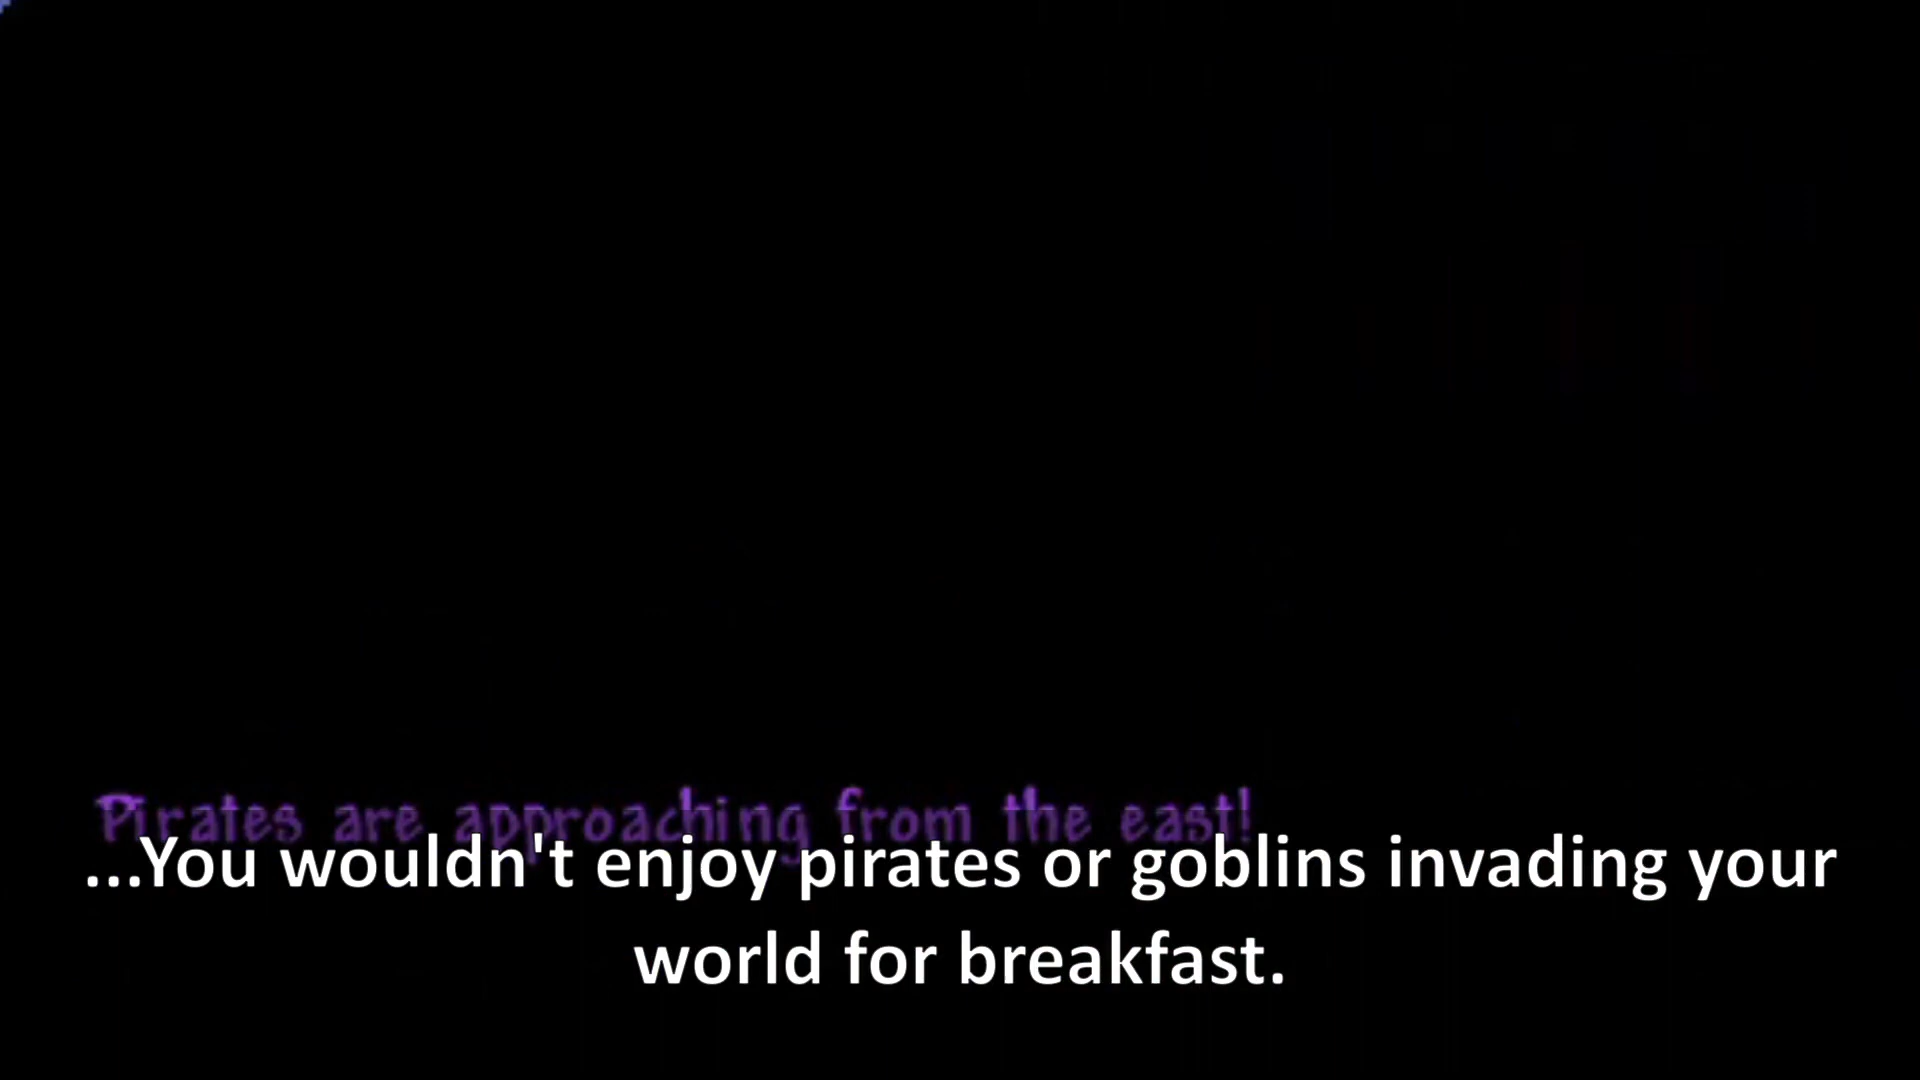 Pirates are approaching from the east!
...You wouldn't enjoy pirates or goblins invading your
world for breakfast.